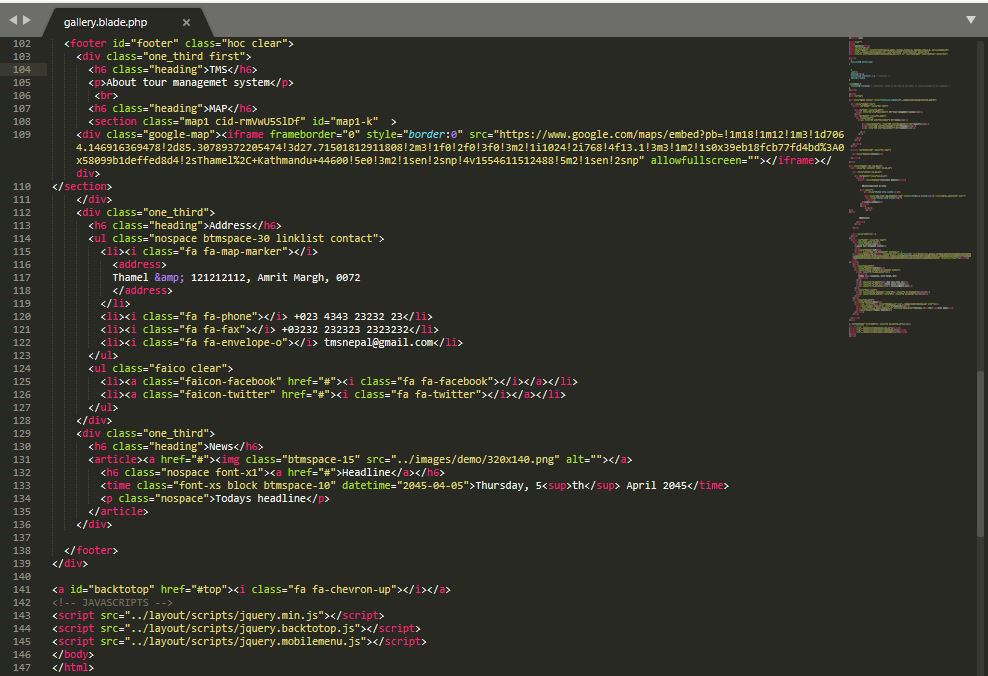 gallery.blade.php ×
102 <footer id="footer" class="hoc clear">
103 <div class="one_third first">
104 <h6 class="heading">TMS</h6>
105 <p>About tour managemet system</p>
106 <br>
107 <h6 class="heading">MAP</h6>
108 <section class="map1 cid-rmVwU5SlDf" id="map1-k"  >
109 <div class="google-map"><iframe frameborder="0" style="border:0" src="https://www.google.com/maps/embed?pb=!1m18!1m12!1m3!1d706
4.146916369478!2d85.30789372205474!3d27.71501812911808!2m3!1f0!2f0!3f0!3m2!1i1024!2i768!4f13.1!3m3!1m2!1s0x39eb18fcb77fd4bd%3A0
x58099b1deffed8d4!2sThamel%2C+Kathmandu+44600!5e0!3m2!1sen!2snp!4v1554611512488!5m2!1sen!2snp" allowfullscreen=""></iframe></
div>
110 </section>
111 </div>
112 <div class="one_third">
113 <h6 class="heading">Address</h6>
114 <ul class="nospace btmspace-30 linklist contact">
115 <li><i class="fa fa-map-marker"></i>
116 <address>
117 Thamel &amp; 121212112, Amrit Margh, 0072
118 </address>
119 </li>
120 <li><i class="fa fa-phone"></i> +023 4343 23232 23</li>
121 <li><i class="fa fa-fax"></i> +03232 232323 2323232</li>
122 <li><i class="fa fa-envelope-o"></i> tmsnepal@gmail.com</li>
123 </ul>
124 <ul class="faico clear">
125 <li><a class="faicon-facebook" href="#"><i class="fa fa-facebook"></i></a></li>
126 <li><a class="faicon-twitter" href="#"><i class="fa fa-twitter"></i></a></li>
127 </ul>
128 </div>
129 <div class="one_third">
130 <h6 class="heading">News</h6>
131 <article><a href="#"><img class="btmspace-15" src="../images/demo/320x140.png" alt=""></a>
132 <h6 class="nospace font-x1"><a href="#">Headline</a></h6>
133 <time class="font-xs block btmspace-10" datetime="2045-04-05">Thursday, 5<sup>th</sup> April 2045</time>
134 <p class="nospace">Todays headline</p>
135 </article>
136 </div>
137
138 </footer>
139 </div>
140
141 <a id="backtotop" href="#top"><i class="fa fa-chevron-up"></i></a>
142 <!-- JAVASCRIPTS -->
143 <script src="../layout/scripts/jquery.min.js"></script>
144 <script src="../layout/scripts/jquery.backtotop.js"></script>
145 <script src="../layout/scripts/jquery.mobilemenu.js"></script>
146 </body>
147 </html>